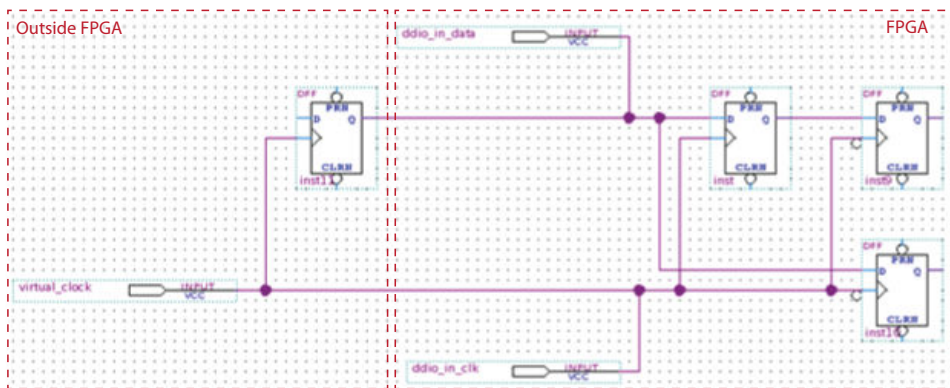 Outside FPGA
FPGA
ddio_in_data
INPUT
VCC
DFF
PRN
D
Q
CLRN
inst11
DFF
PRN
D
Q
CLRN
inst
DFF
PRN
D
Q
CLRN
inst9
virtual_clock
INPUT
VCC
DFF
PRN
D
Q
CLRN
ddio_in_clk
INPUT
VCC